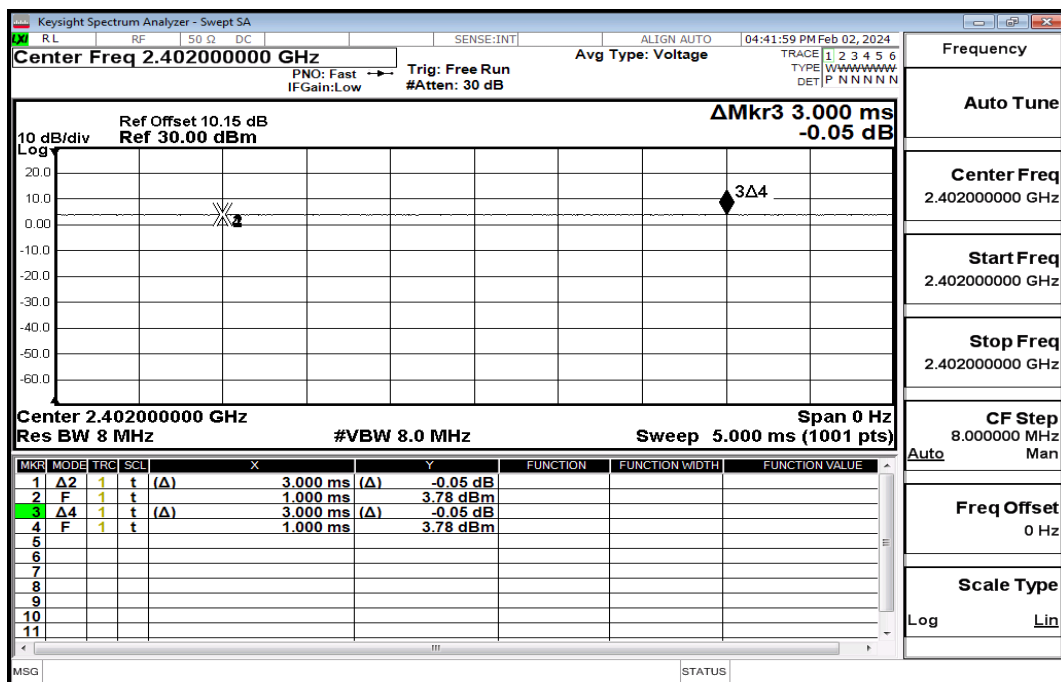 Keysight Spectrum Analyzer - Swept SA
LXI RL RF 50 Ω DC SENSE:INT ALIGN AUTO 04:41:59 PM Feb 02, 2024
Center Freq 2.402000000 GHz
PNO: Fast
IFGain:Low
Trig: Free Run
#Atten: 30 dB
Avg Type: Voltage
TRACE 1 2 3 4 5 6
TYPE WWWWWW
DET P N N N N N
ΔMkr3 3.000 ms
-0.05 dB
Ref Offset 10.15 dB
10 dB/div Ref 30.00 dBm
Log
20.0
10.0
0.00
-10.0
-20.0
-30.0
-40.0
-50.0
-60.0
2
3Δ4
Center 2.402000000 GHz Span 0 Hz
Res BW 8 MHz #VBW 8.0 MHz Sweep 5.000 ms (1001 pts)
MKR MODE TRC SCL X Y FUNCTION FUNCTION WIDTH FUNCTION VALUE
1 Δ2 1 t (Δ) 3.000 ms (Δ) -0.05 dB
2 F 1 t 1.000 ms 3.78 dBm
3 Δ4 1 t (Δ) 3.000 ms (Δ) -0.05 dB
4 F 1 t 1.000 ms 3.78 dBm
5
6
7
8
9
10
11
MSG STATUS
Frequency
Auto Tune
Center Freq
2.402000000 GHz
Start Freq
2.402000000 GHz
Stop Freq
2.402000000 GHz
CF Step
8.000000 MHz
Auto Man
Freq Offset
0 Hz
Scale Type
Log Lin